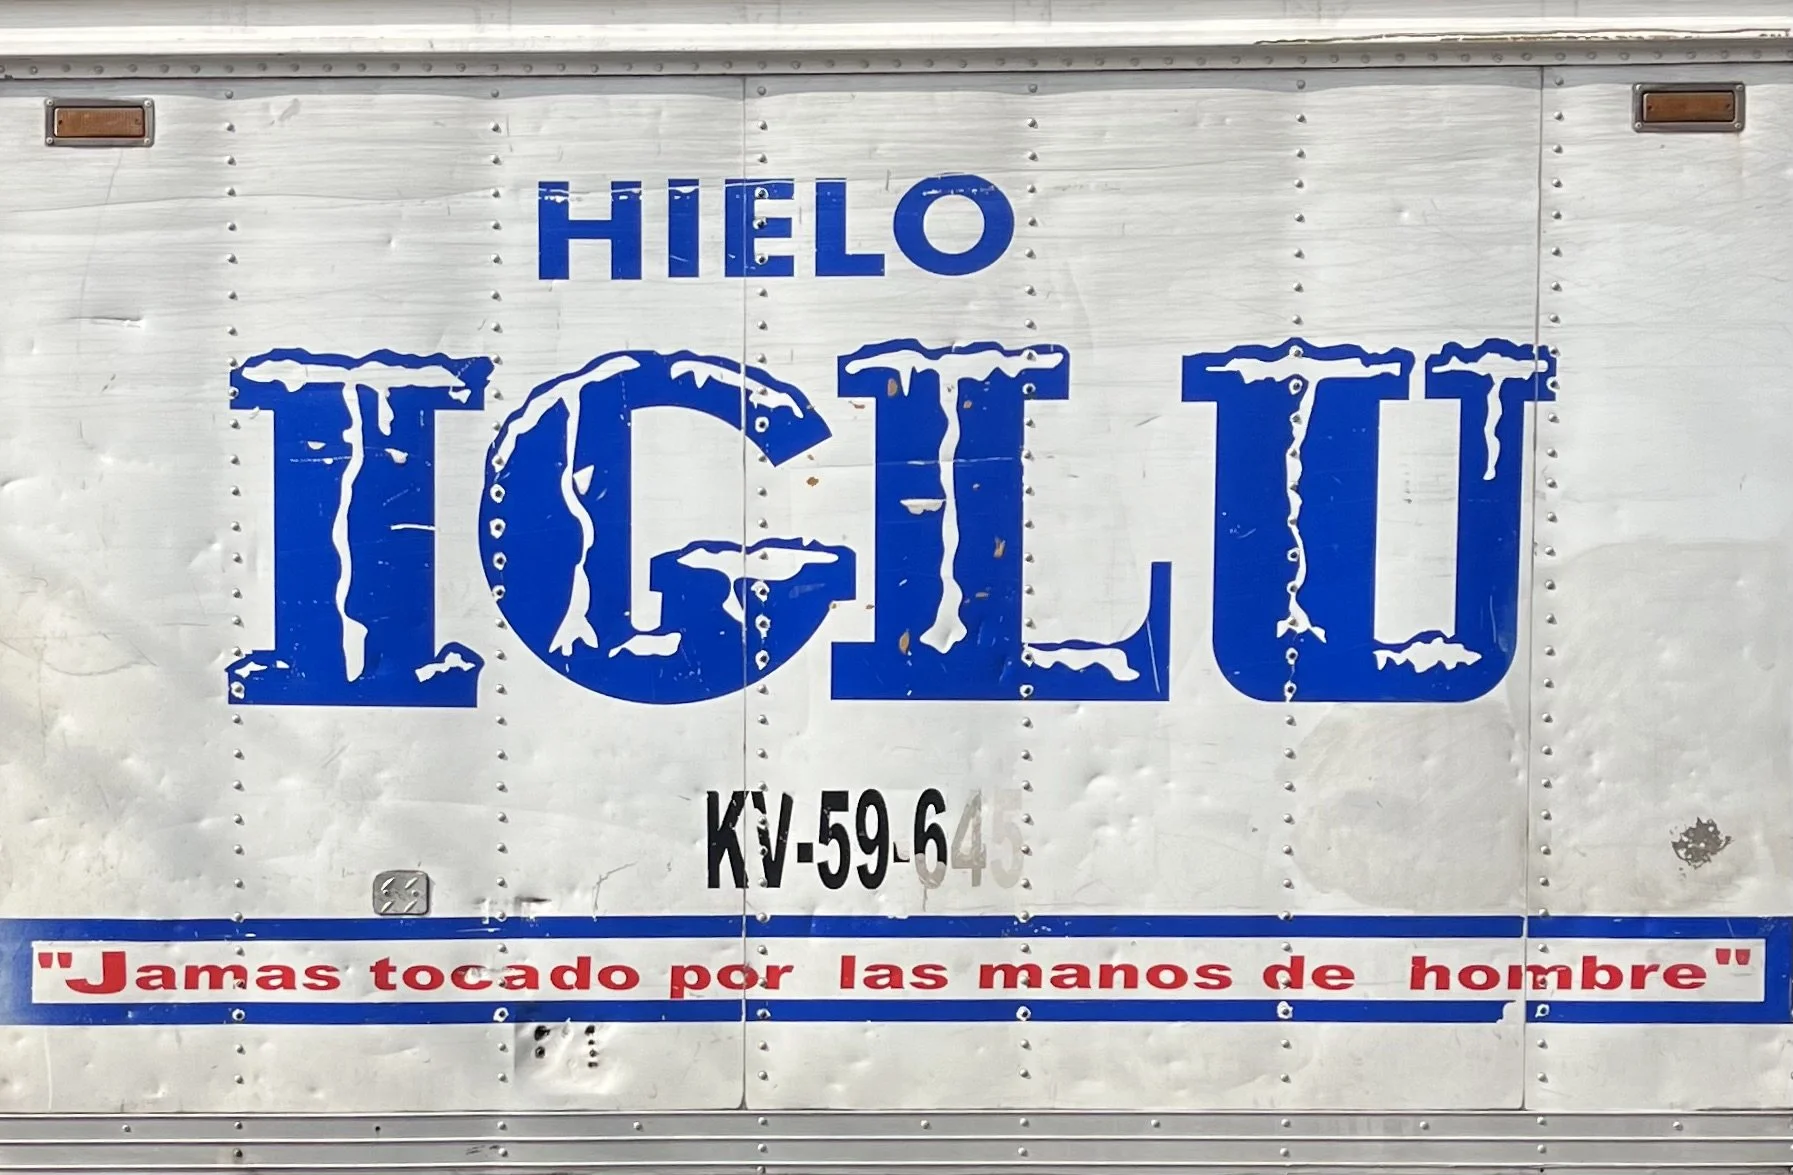 HIELO
IGLU
KV-59-645
"Jamas tocado por las manos de hombre"